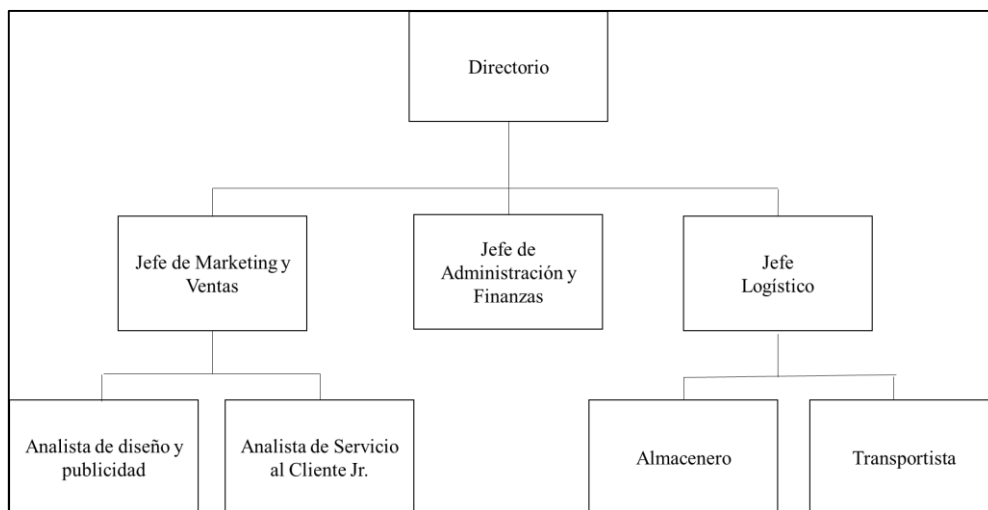 Directorio
Jefe de Marketing y
Ventas
Jefe de
Administración y
Finanzas
Jefe
Logístico
Analista de diseño y
publicidad
Analista de Servicio
al Cliente Jr.
Almacenero
Transportista